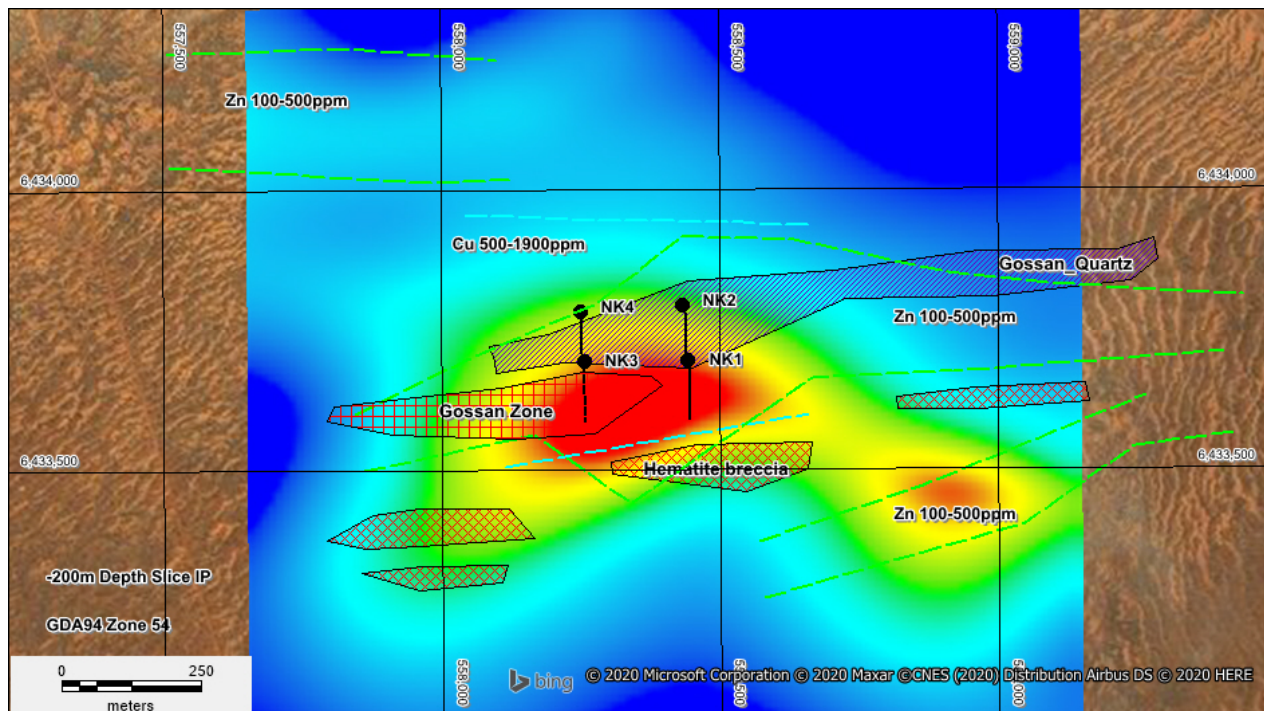 557,500
558,000
558,500
559,000
Zn 100-500ppm
6,434,000
6,434,000
Cu 500-1900ppm
Gossan_Quartz
NK4
NK2
Zn 100-500ppm
NK3
NK1
Gossan Zone
6,433,500
6,433,500
Hematite breccia
Zn 100-500ppm
-200m Depth Slice IP
GDA94 Zone 54
0
250
meters
558,000
bing
© 2020 Microsoft Corporation © 2020 Maxar ©CNES (2020) Distribution Airbus DS © 2020 HERE